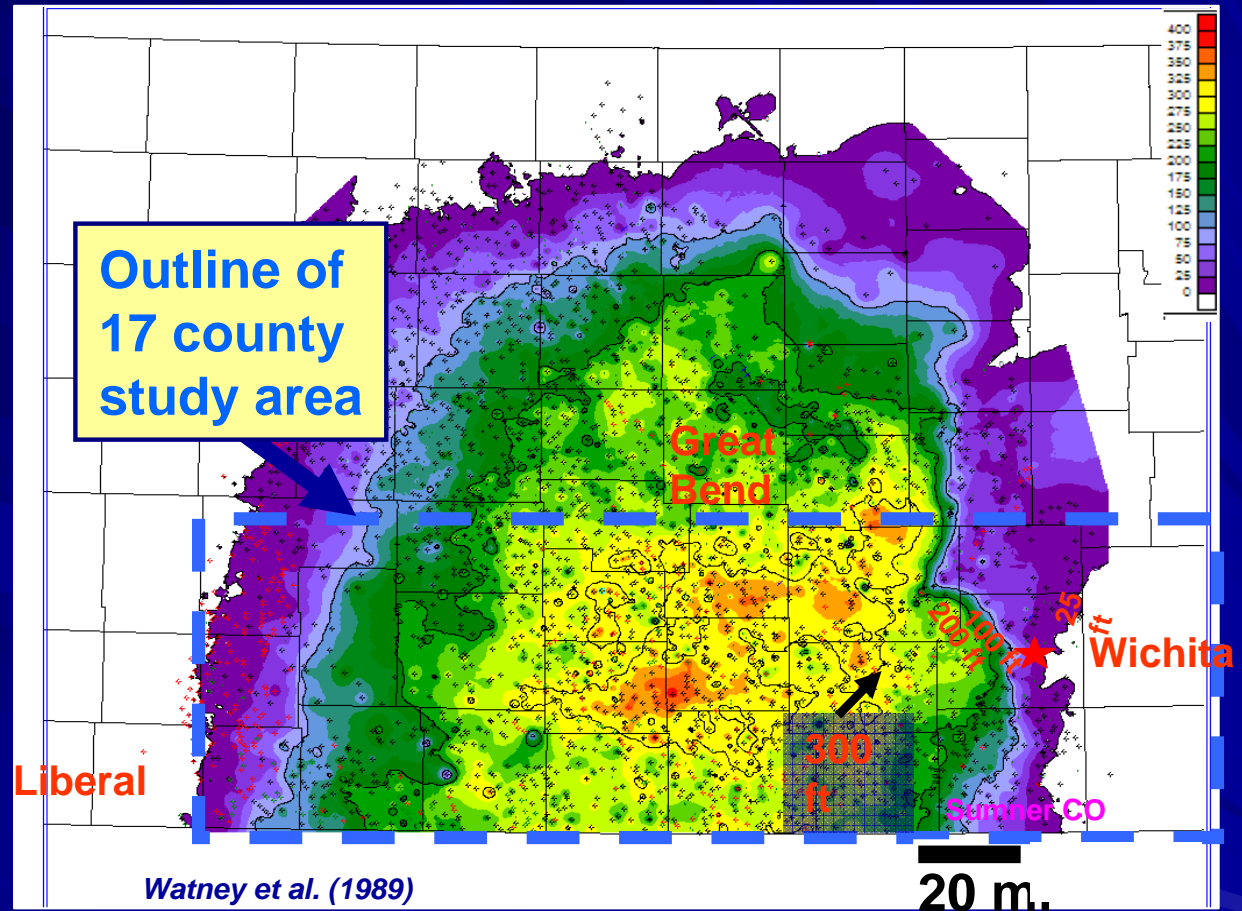 400
375
350
325
300
275
250
225
200
175
150
125
100
75
50
25
0
Outline of
17 county
study area
Great
Bend
25
ft
100 ft
200 ft
Wichita
300
ft
Liberal
Sumner CO
Watney et al. (1989)
20 m.